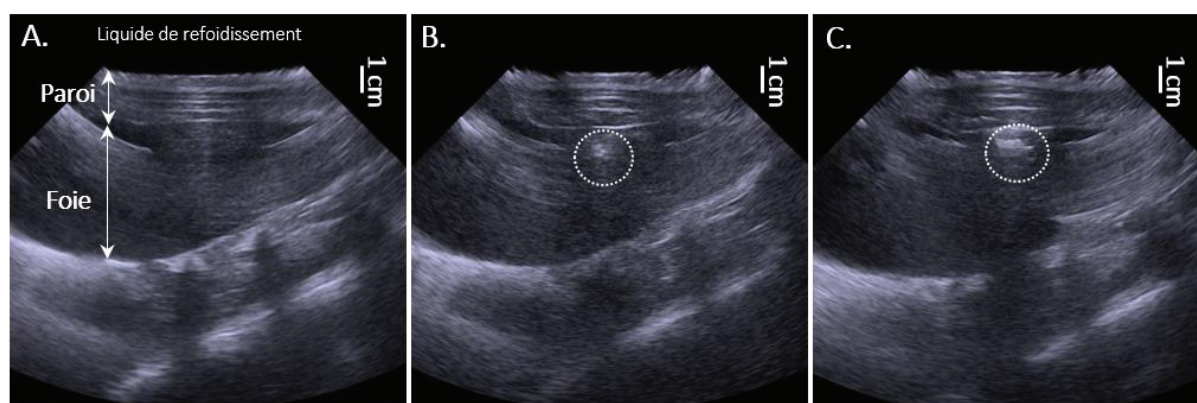 A.
Liquide de refoidissement
1 cm
Paroi
Foie
B.
1 cm
C.
1 cm